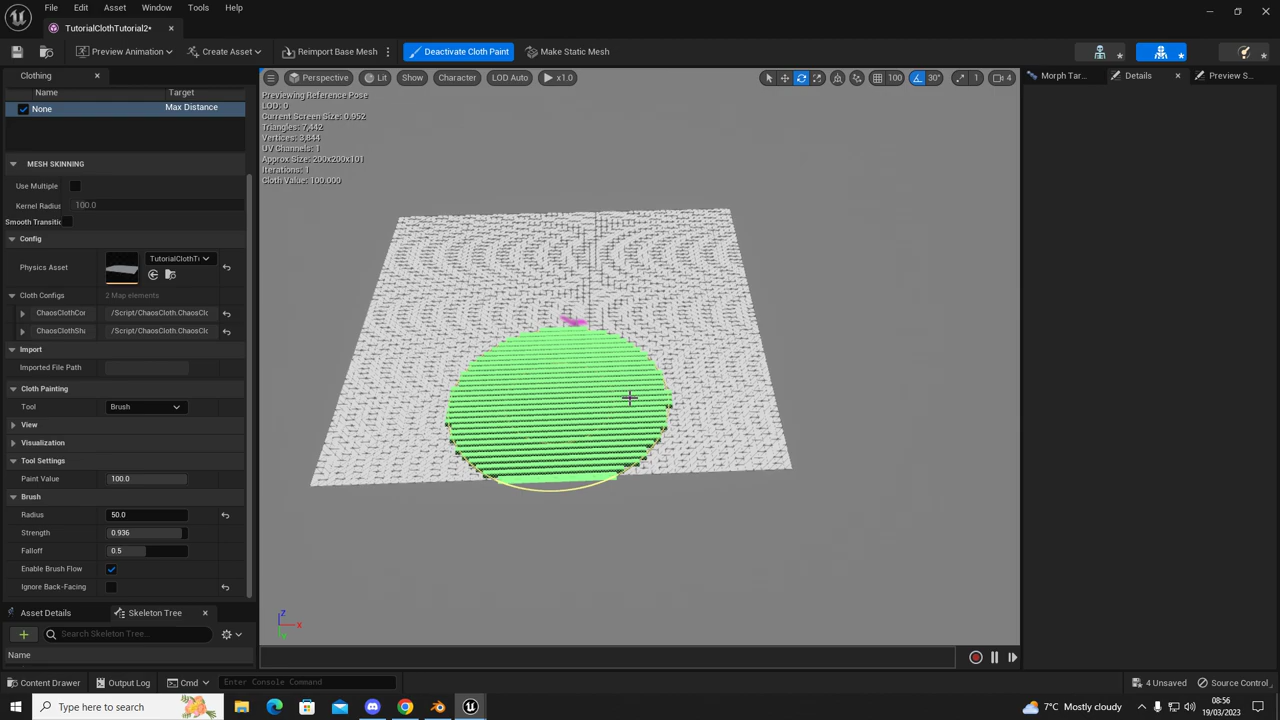 File Edit Asset Window Tools Help
TutorialClothTutorial2*
Preview Animation Create Asset Reimport Base Mesh Deactivate Cloth Paint Make Static Mesh
Clothing Perspective Lit Show Character LOD Auto x1.0 100 30° 1 4 Morph Tar... Details Preview S...
Name Target
None Max Distance
Previewing Reference Pose
LOD: 0
Current Screen Size: 0.952
Triangles: 7,442
Vertices: 3,844
UV Channels: 1
Approx Size: 200x200x101
Iterations: 1
Cloth Value: 100.000
MESH SKINNING
Use Multiple
Kernel Radius 100.0
Smooth Transitic
Config
Physics Asset TutorialClothTi
Cloth Configs 2 Map elements
ChaosClothCor /Script/ChaosCloth.ChaosCl
ChaosClothSha /Script/ChaosCloth.ChaosCl
Import
Imported File Path
Cloth Painting
Tool Brush
View
Visualization
Tool Settings
Paint Value 100.0
Brush
Radius 50.0
Strength 0.936
Falloff 0.5
Enable Brush Flow
Ignore Back-Facing
Asset Details Skeleton Tree
Search Skeleton Tree...
Name
Z
X
Y
Content Drawer Output Log Cmd Enter Console Command 4 Unsaved Source Control
Type here to search 7°C Mostly cloudy 08:56
19/03/2023